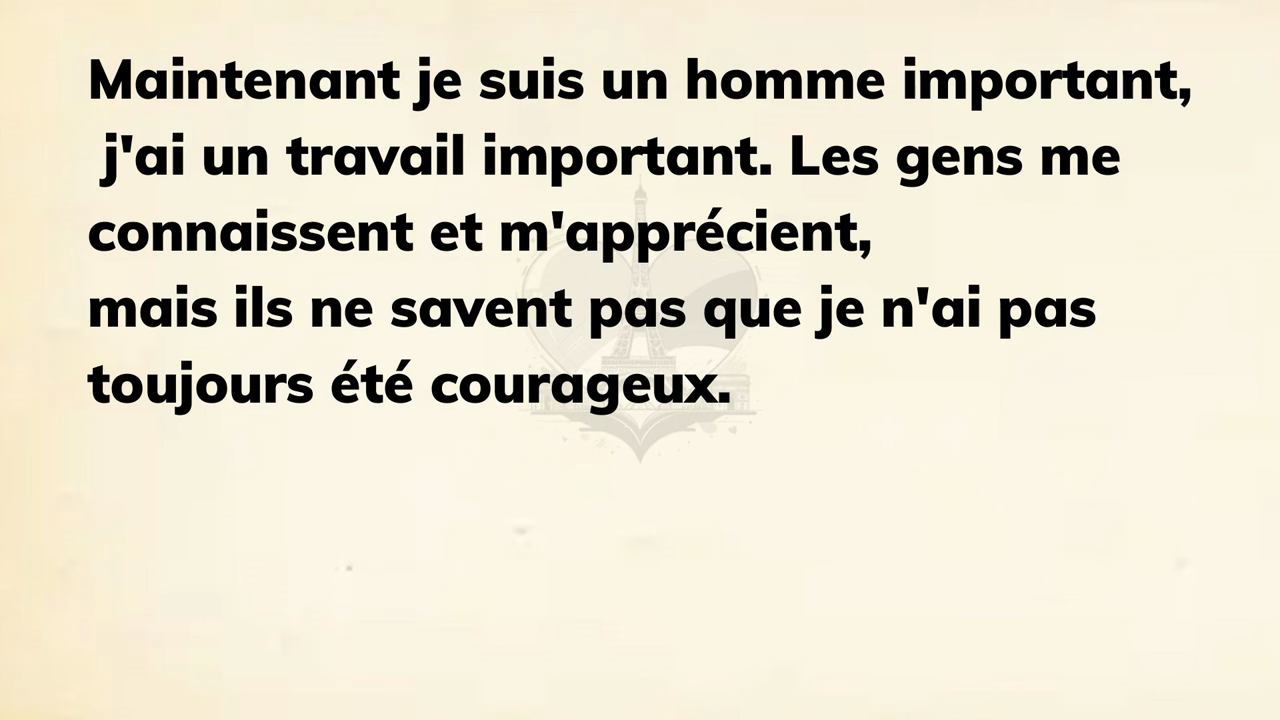 Maintenant je suis un homme important,
j'ai un travail important. Les gens me
connaissent et m'apprécient,
mais ils ne savent pas que je n'ai pas
toujours été courageux.